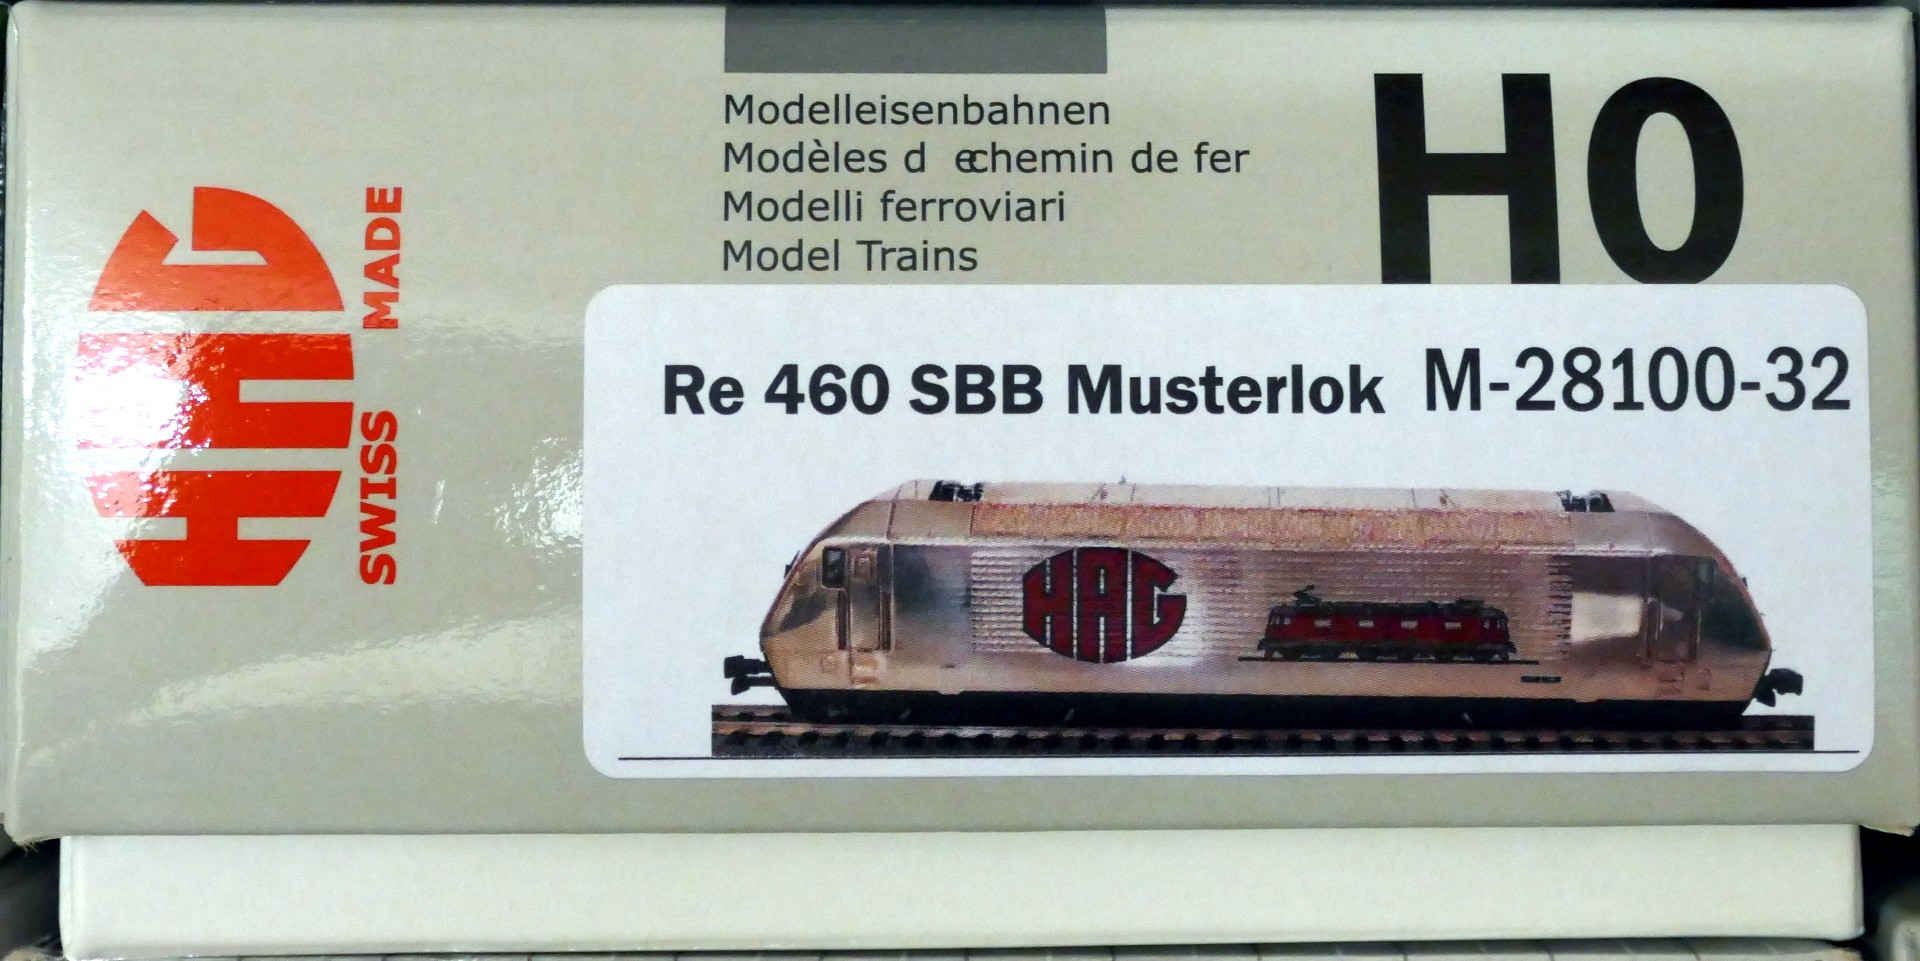 HAG
SWISS MADE
Modelleisenbahnen
Modèles d echemin de fer
Modelli ferroviari
Model Trains
H0
Re 460 SBB Musterlok M-28100-32
HAG